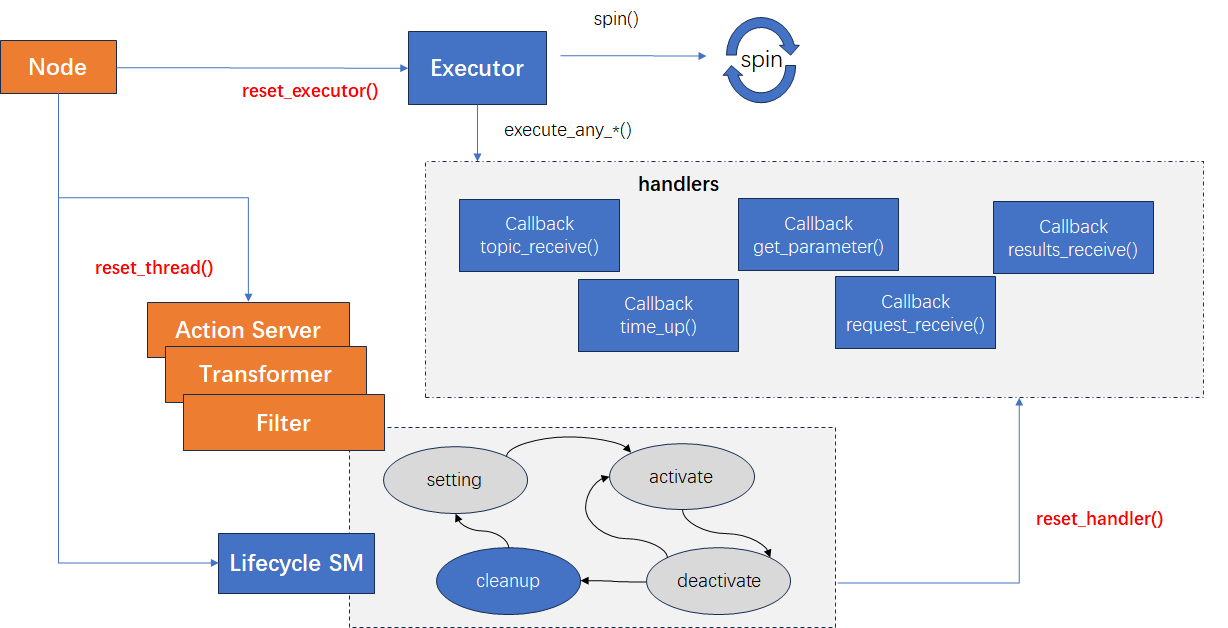 spin()
Node
Executor
spin
reset_executor()
execute_any_*()
handlers
Callback
topic_receive()
Callback
get_parameter()
Callback
results_receive()
reset_thread()
Callback
time_up()
Callback
request_receive()
Action Server
Transformer
Filter
setting
activate
reset_handler()
Lifecycle SM
cleanup
deactivate